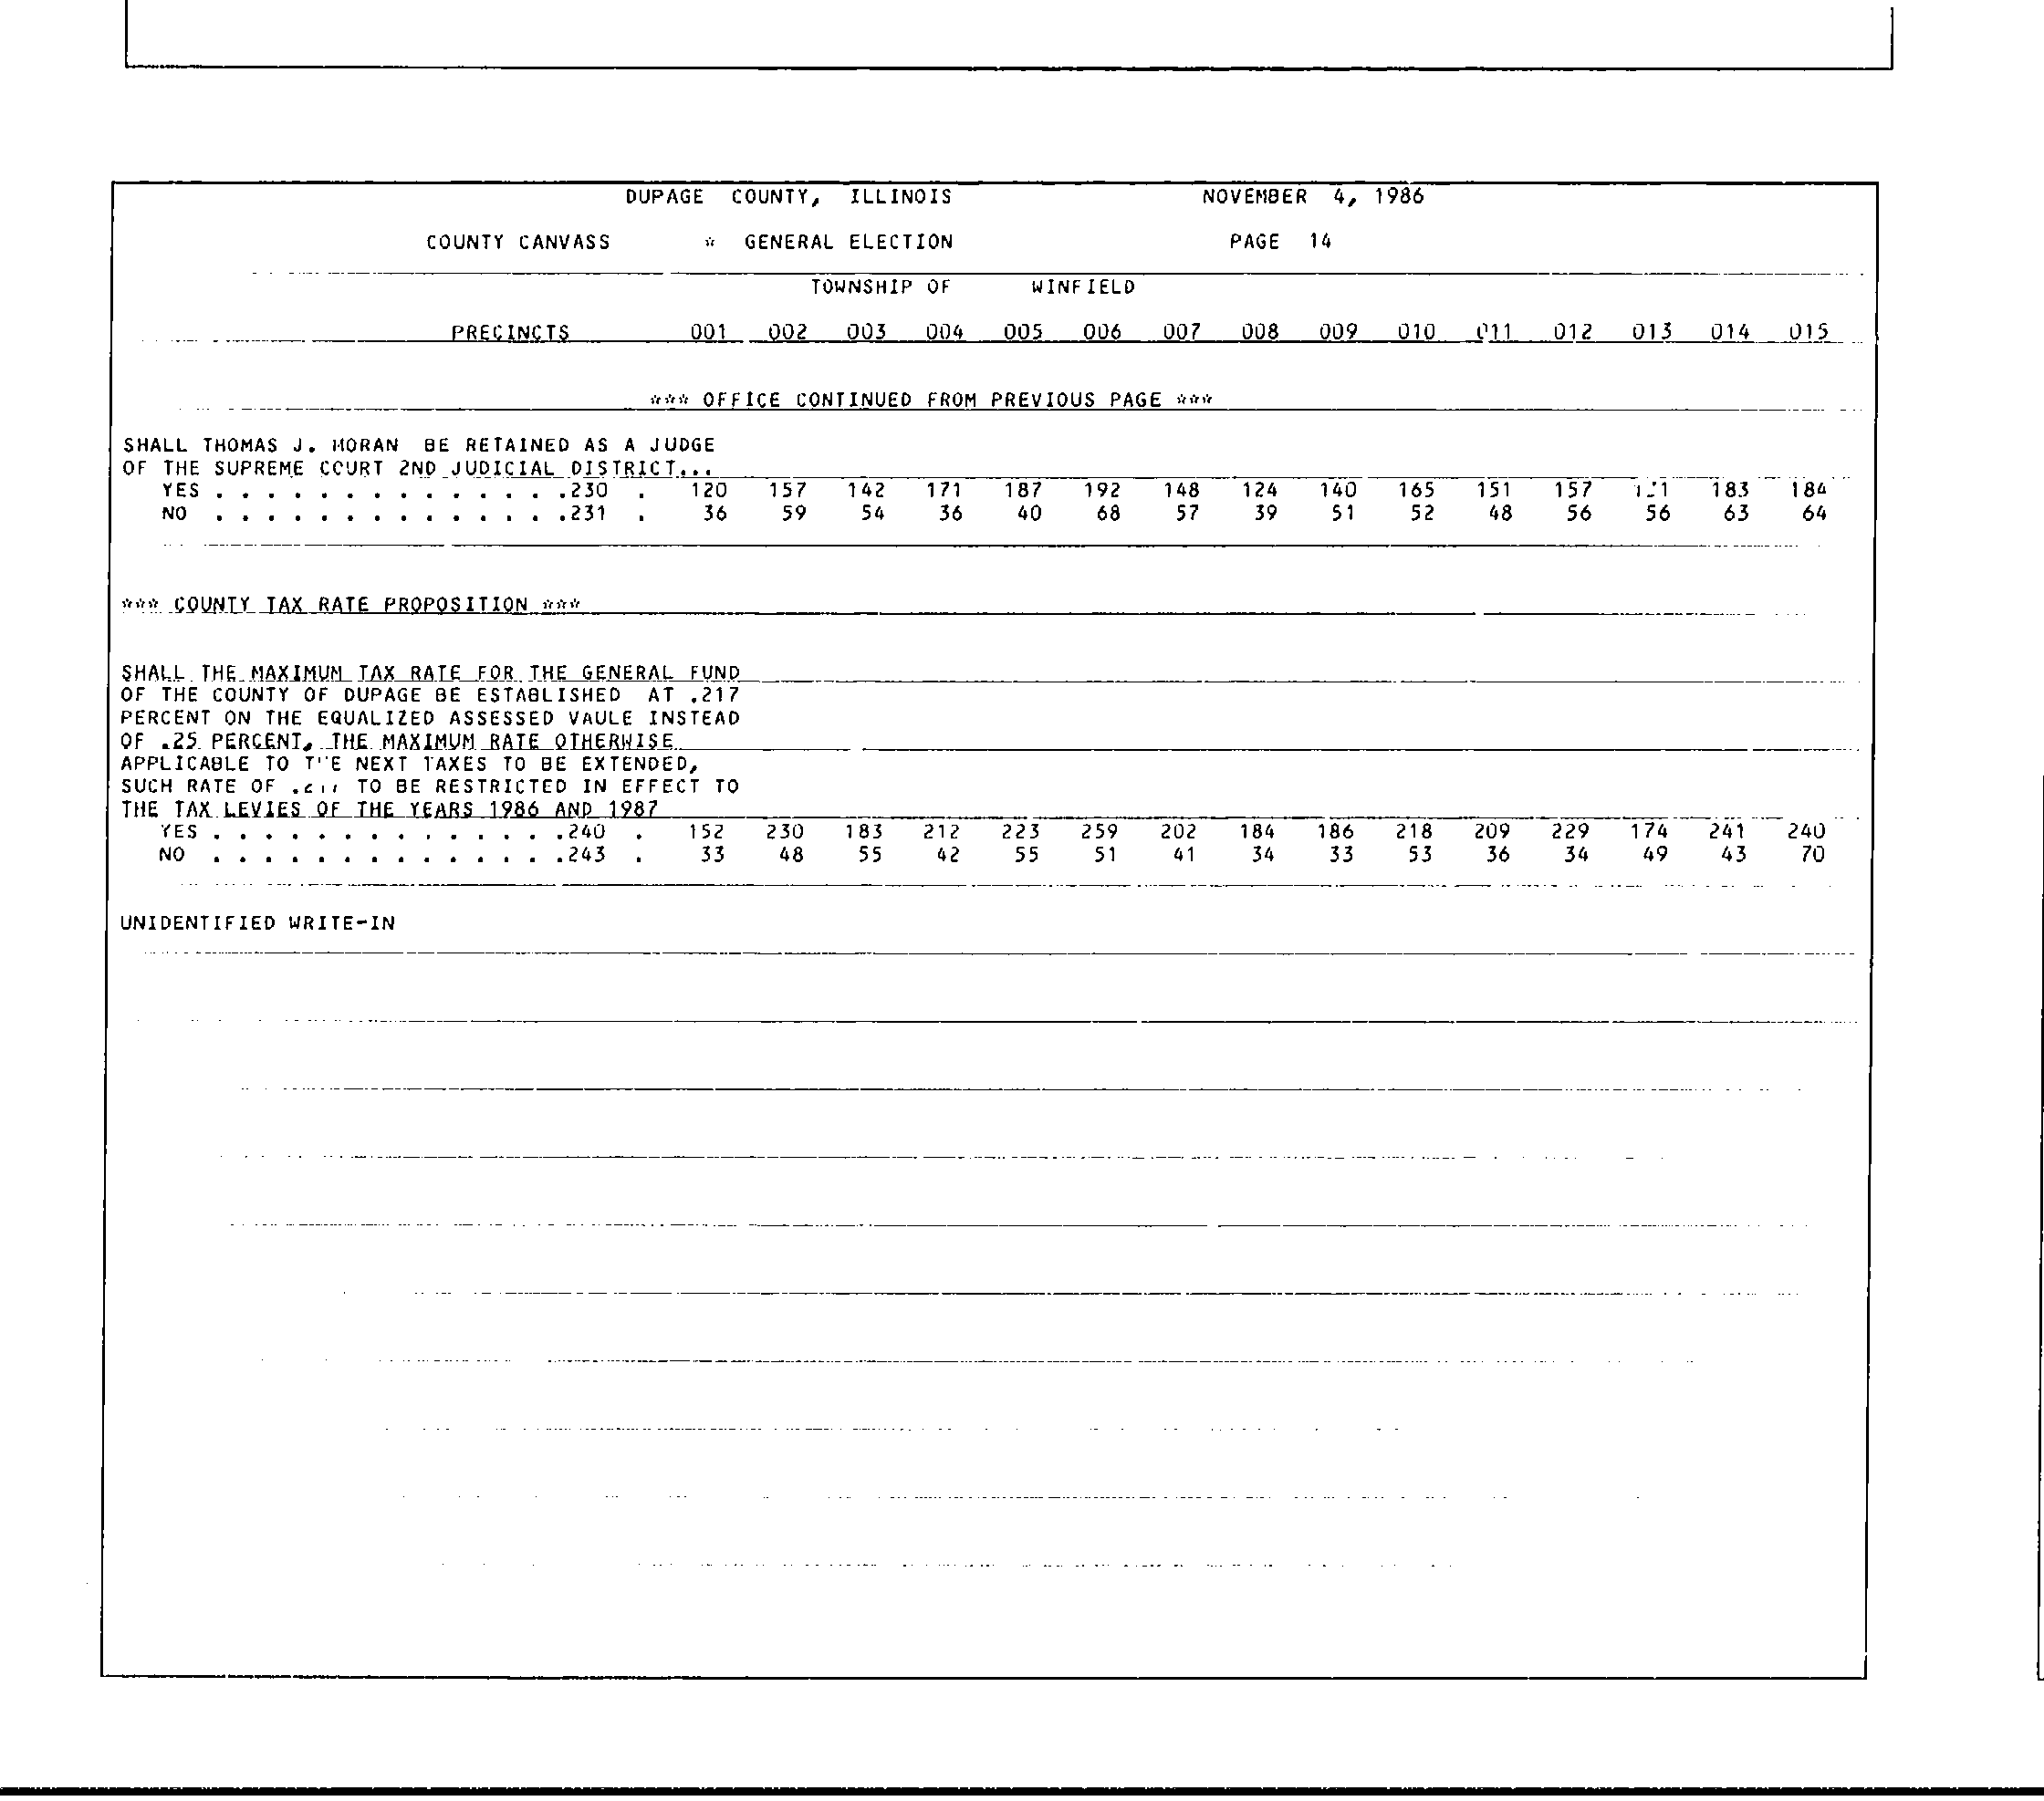 DUPAGE COUNTY, ILLINOIS NOVEMBER 4, 1986
COUNTY CANVASS * GENERAL ELECTION PAGE 14
TOWNSHIP OF WINFIELD
PRECINCTS 001 002 003 004 005 006 007 008 009 010 011 012 013 014 015
*** OFFICE CONTINUED FROM PREVIOUS PAGE ***
SHALL THOMAS J. MORAN BE RETAINED AS A JUDGE
OF THE SUPREME COURT 2ND JUDICIAL DISTRICT...
YES . . . . . . . . . . . . . .230 . 120 157 142 171 187 192 148 124 140 165 151 157 183 184
NO . . . . . . . . . . . . . .231 . 36 59 54 36 40 68 57 39 51 52 48 56 56 63 64
*** COUNTY TAX RATE PROPOSITION ***
SHALL THE MAXIMUM TAX RATE FOR THE GENERAL FUND
OF THE COUNTY OF DUPAGE BE ESTABLISHED AT .217
PERCENT ON THE EQUALIZED ASSESSED VAULE INSTEAD
OF .25 PERCENT, THE MAXIMUM RATE OTHERWISE
APPLICABLE TO THE NEXT TAXES TO BE EXTENDED,
SUCH RATE OF TO BE RESTRICTED IN EFFECT TO
THE TAX LEVIES OF THE YEARS 1986 AND 1987
YES . . . . . . . . . . . . . .240 . 152 230 183 212 223 259 202 184 186 218 209 229 174 241 240
NO . . . . . . . . . . . . . .243 . 33 48 55 42 55 51 41 34 33 53 36 34 49 43 70
UNIDENTIFIED WRITE-IN